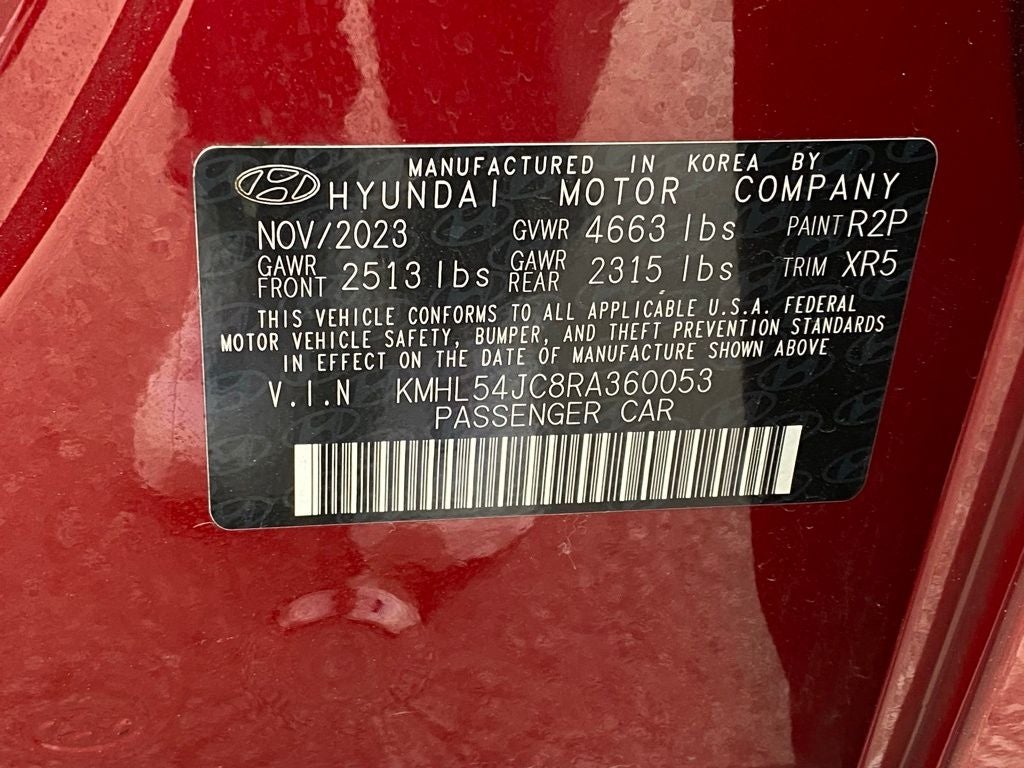 MANUFACTURED IN KOREA BY
HYUNDAI MOTOR COMPANY
NOV/2023 GVWR 4663 lbs PAINT R2P
GAWR FRONT 2513 lbs GAWR REAR 2315 lbs TRIM XR5
THIS VEHICLE CONFORMS TO ALL APPLICABLE U.S.A. FEDERAL
MOTOR VEHICLE SAFETY, BUMPER, AND THEFT PREVENTION STANDARDS
IN EFFECT ON THE DATE OF MANUFACTURE SHOWN ABOVE
V.I.N KMHL54JC8RA360053
PASSENGER CAR